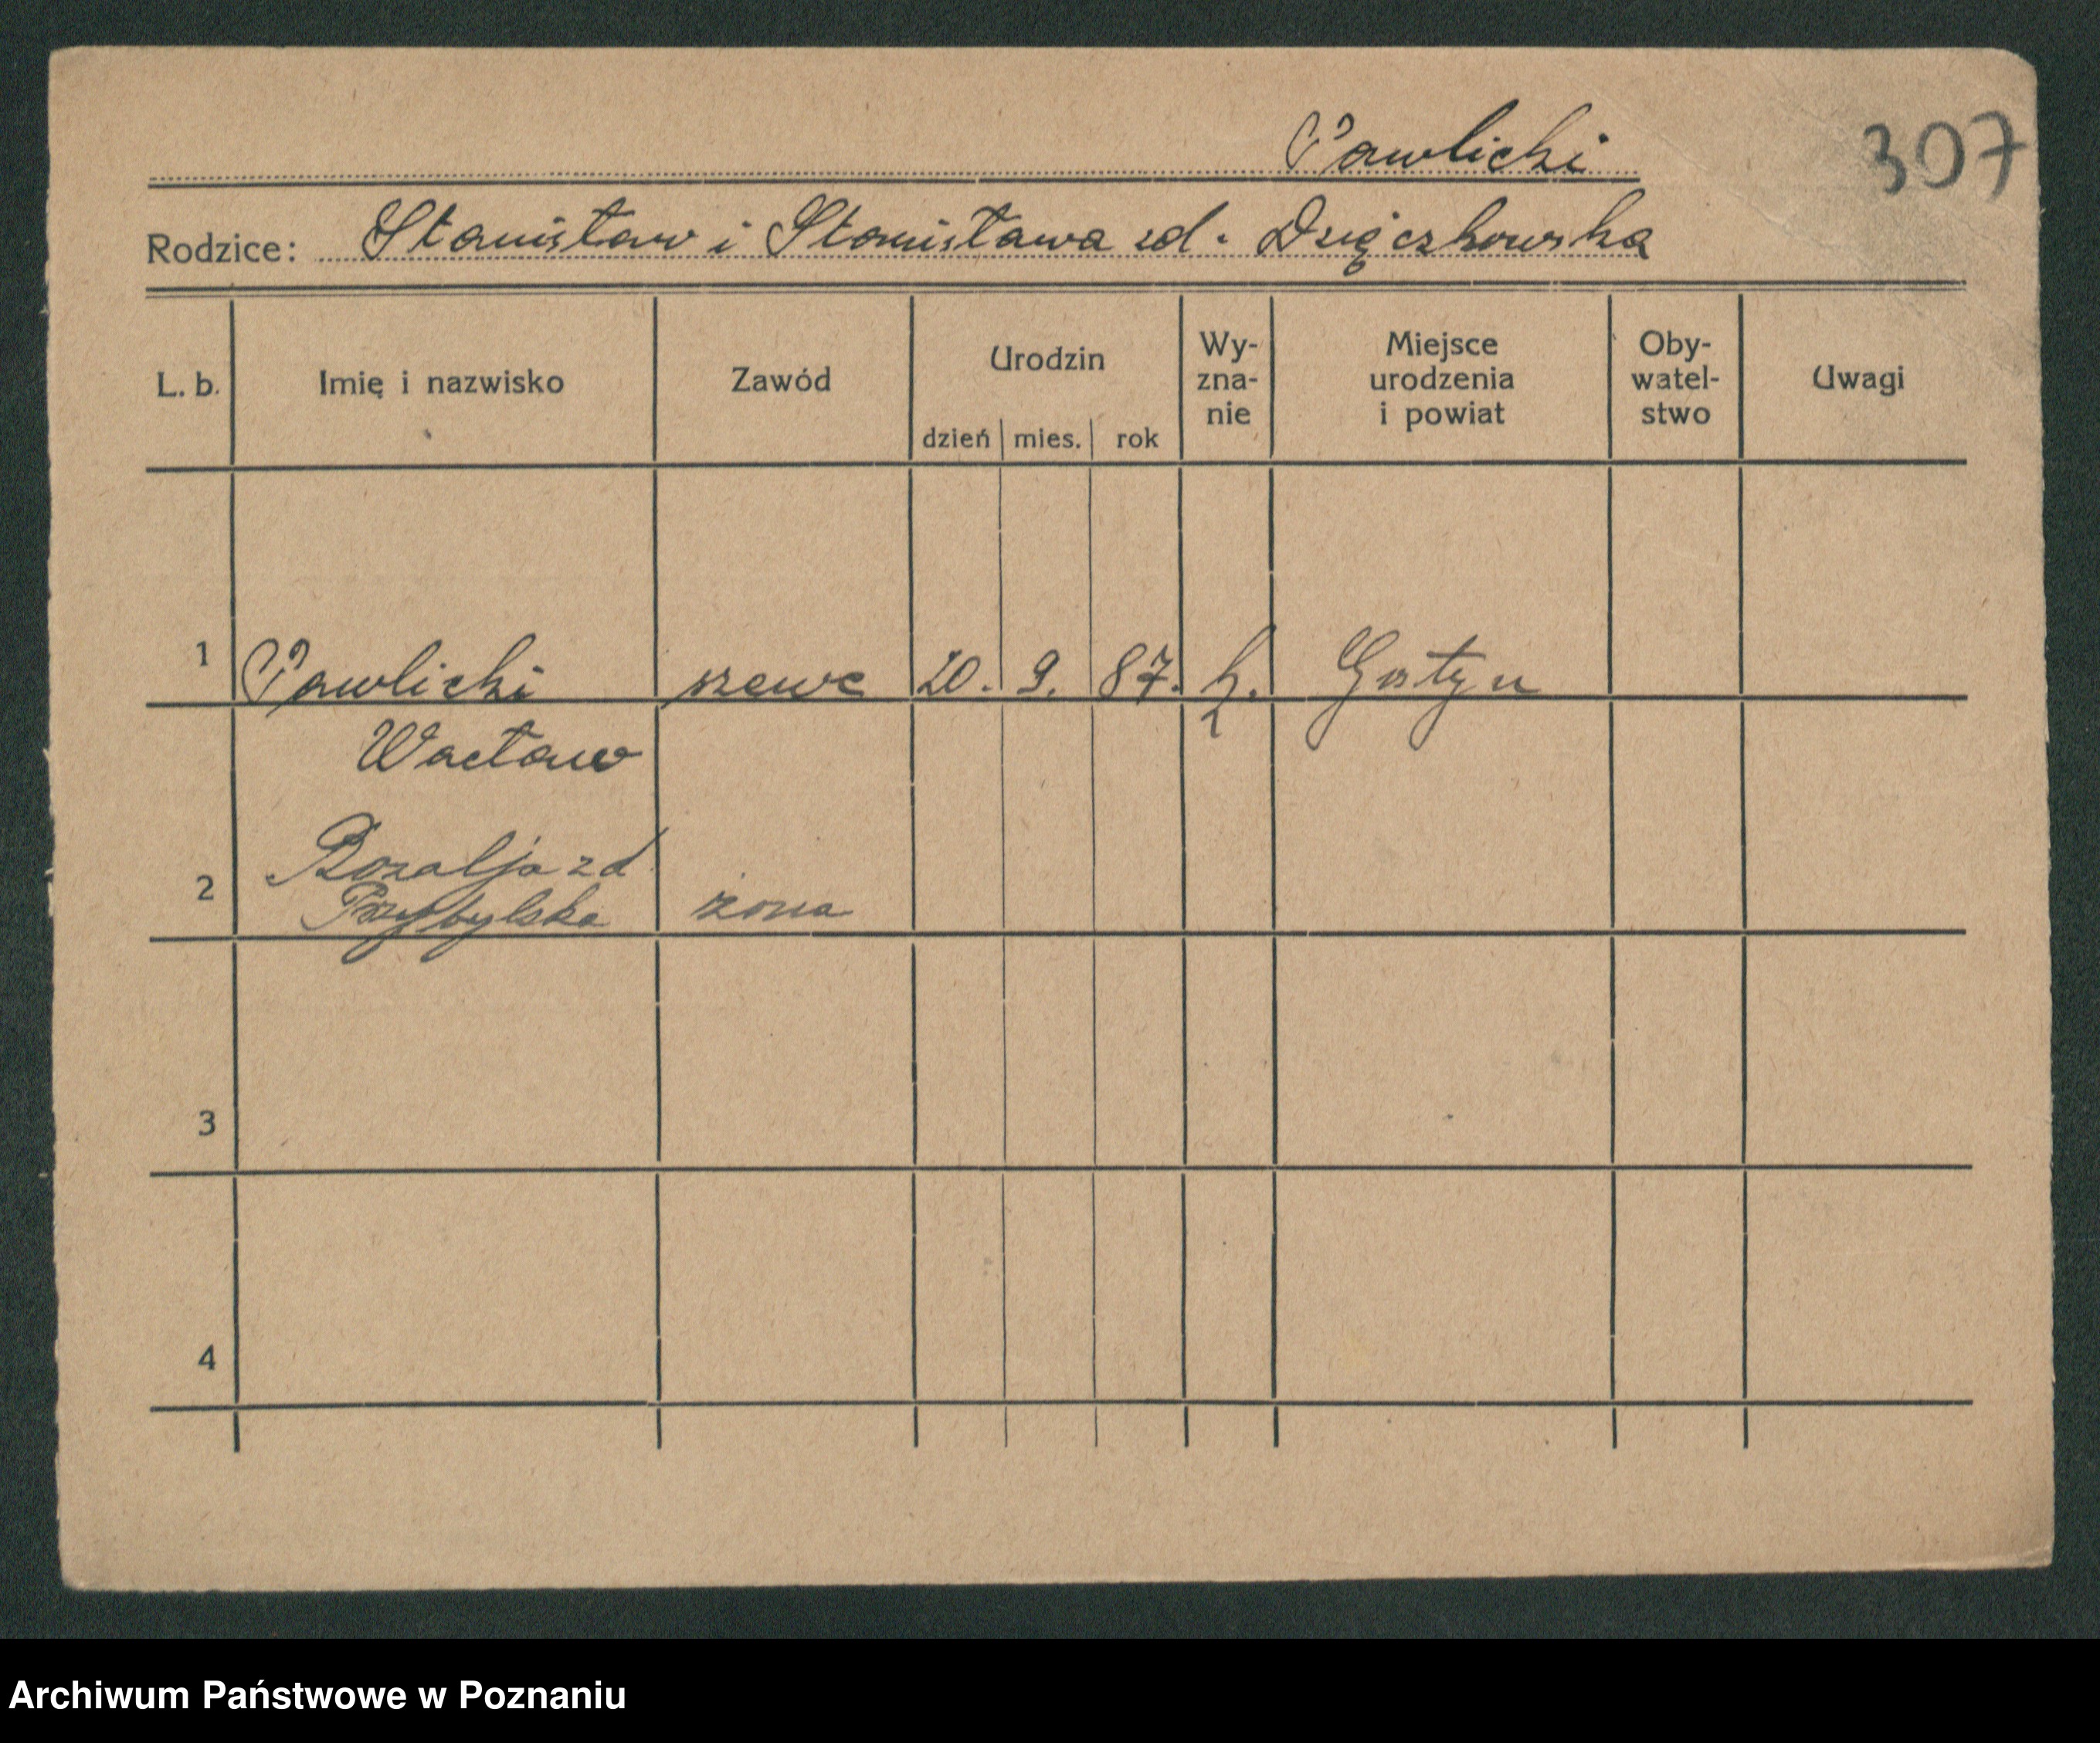 Pawlicki
307
Rodzice: Stanisław i Stanisława zd. Dzięczkowska
L. b.
Imię i nazwisko
Zawód
Urodzin
dzień mies. rok
Wy-
zna-
nie
Miejsce
urodzenia
i powiat
Oby-
watel-
stwo
Uwagi
1 Pawlicki szewc 20. 9. 87. k. Gostyn
Wacław
Rozalja zd
2 Przybylska żona
3
4
Archiwum Państwowe w Poznaniu